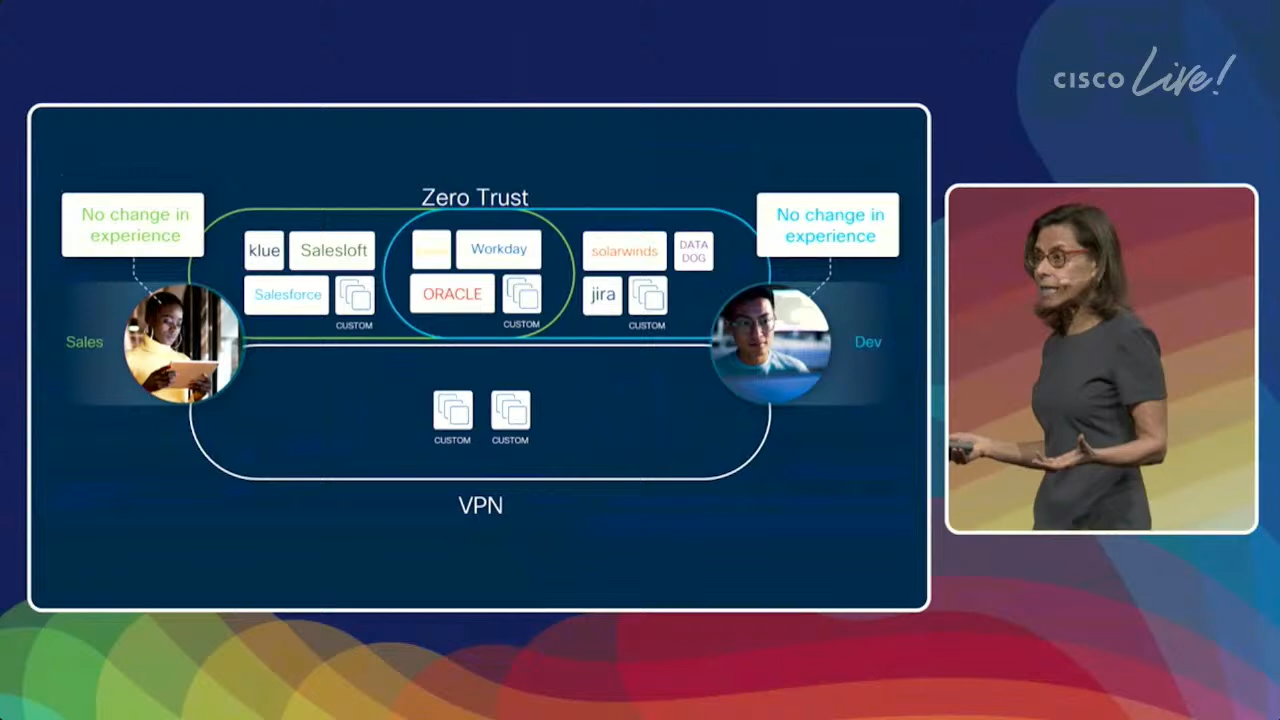 CISCO Live!
Zero Trust
No change in
experience
No change in
experience
klue
Salesloft
Workday
solarwinds
DATA
DOG
Salesforce
ORACLE
jira
CUSTOM
CUSTOM
CUSTOM
Sales
Dev
CUSTOM
CUSTOM
VPN